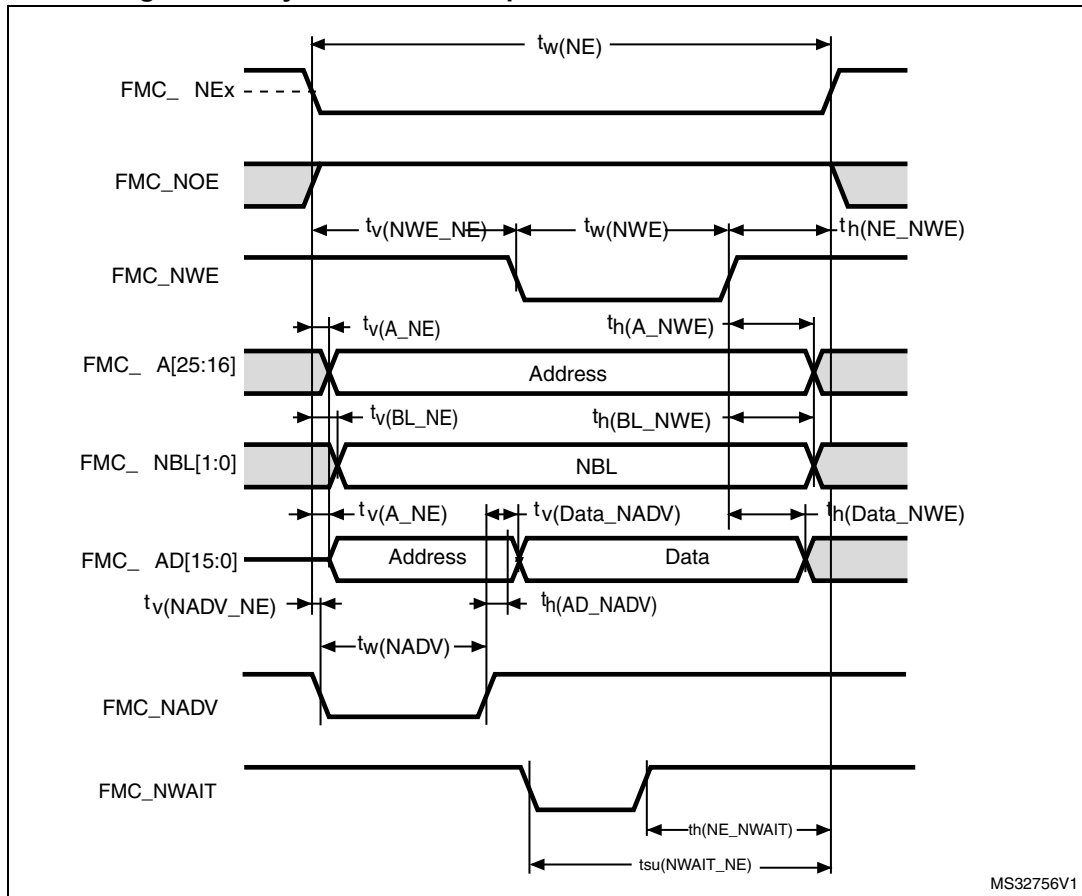 tw(NE)
FMC_ NEx
FMC_NOE
tv(NWE_NE)
tw(NWE)
th(NE_NWE)
FMC_NWE
tv(A_NE)
th(A_NWE)
FMC_ A[25:16]
Address
tv(BL_NE)
th(BL_NWE)
FMC_ NBL[1:0]
NBL
tv(A_NE)
tv(Data_NADV)
th(Data_NWE)
FMC_ AD[15:0]
Address
Data
tv(NADV_NE)
th(AD_NADV)
tw(NADV)
FMC_NADV
FMC_NWAIT
th(NE_NWAIT)
tsu(NWAIT_NE)
MS32756V1